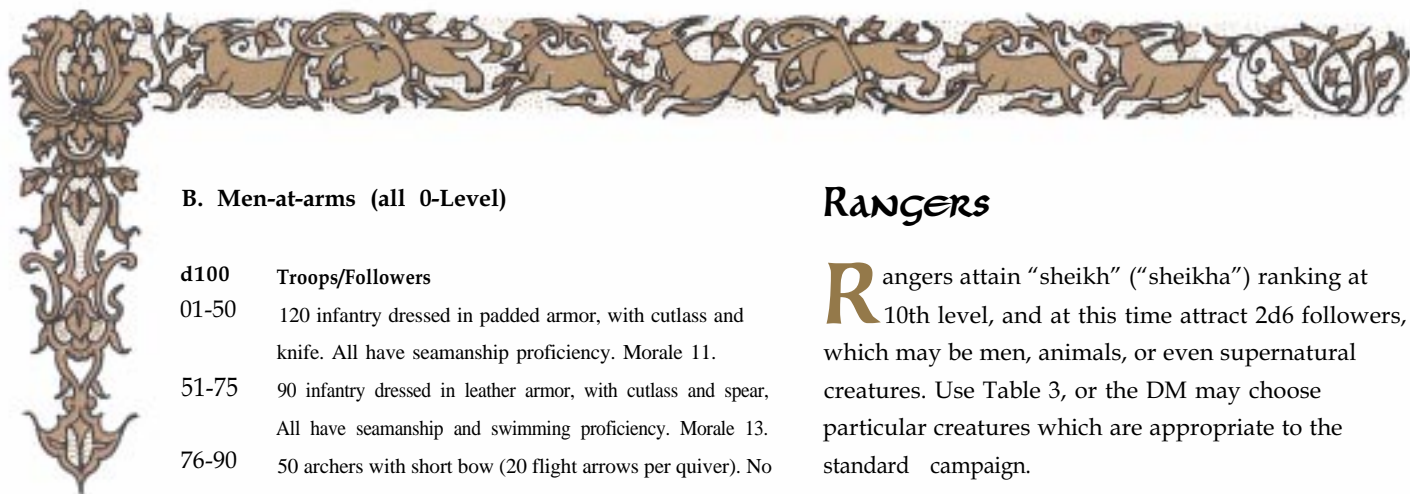 B. Men-at-arms (all 0-Level)
d100 Troops/Followers
01-50 120 infantry dressed in padded armor, with cutlass and
knife. All have seamanship proficiency. Morale 11.
51-75 90 infantry dressed in leather armor, with cutlass and spear,
All have seamanship and swimming proficiency. Morale 13.
76-90 50 archers with short bow (20 flight arrows per quiver). No
Rangers
Rangers attain “sheikh” (“sheikha”) ranking at
10th level, and at this time attract 2d6 followers,
which may be men, animals, or even supernatural
creatures. Use Table 3, or the DM may choose
particular creatures which are appropriate to the
standard campaign.